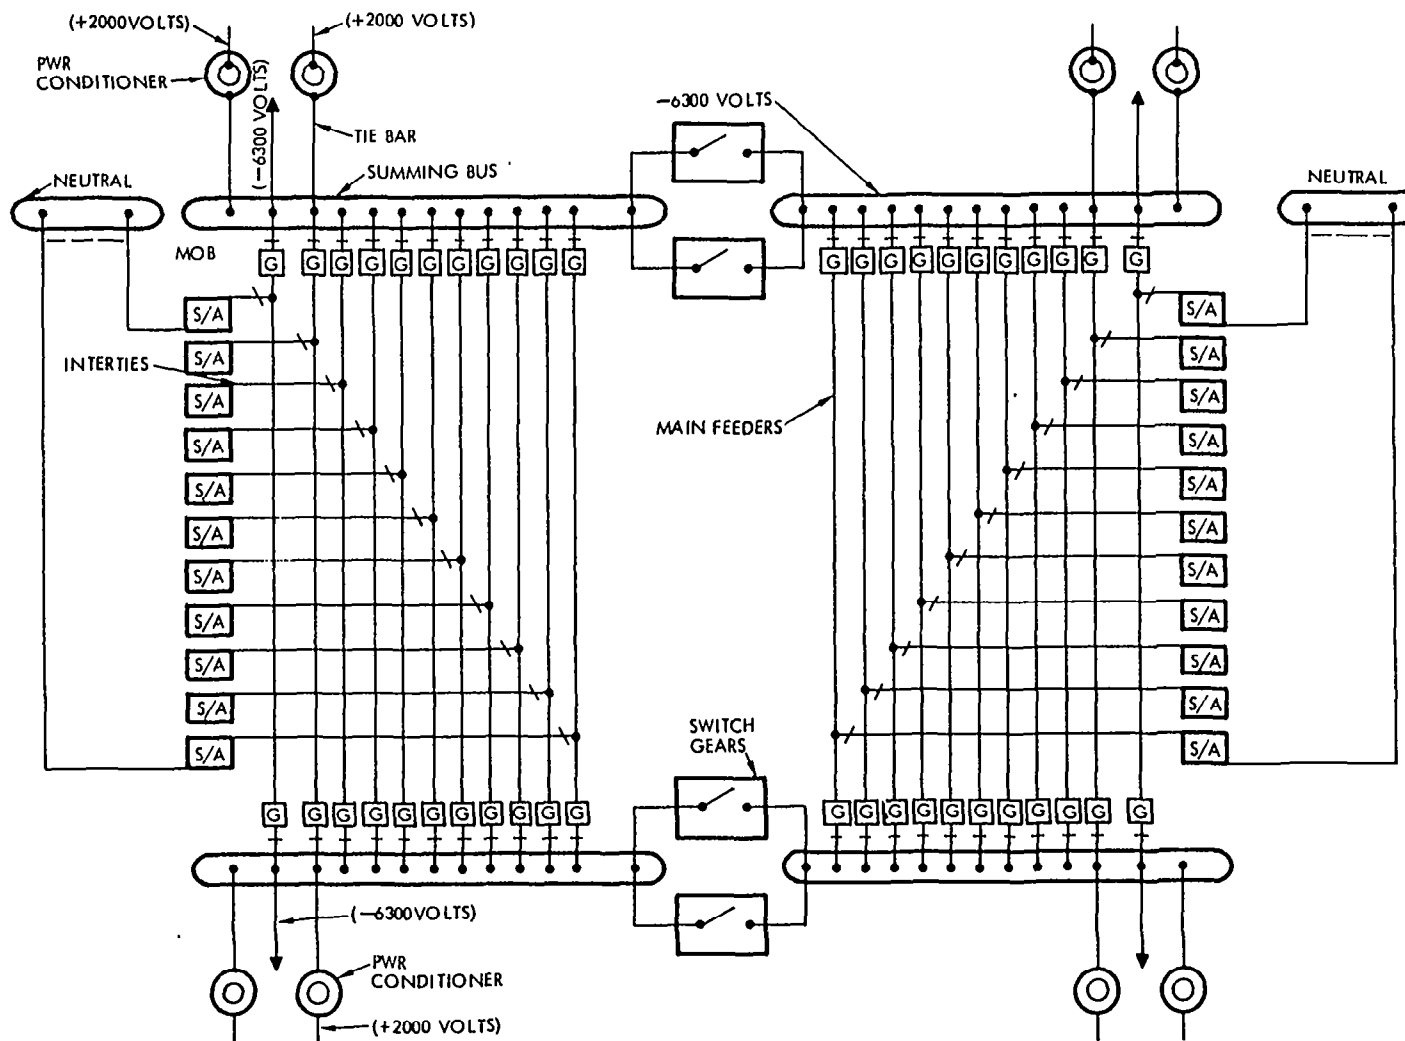 (+2000VOLTS)
(+2000 VOLTS)
PWR
CONDITIONER
(−6300 VOLTS)
TIE BAR
−6300 VOLTS
NEUTRAL
SUMMING BUS
NEUTRAL
MOB
G G G G G G G G G G G
G G G G G G G G G G G
S/A
S/A
S/A
S/A
S/A
S/A
S/A
S/A
S/A
S/A
S/A
INTERTIES
MAIN FEEDERS
S/A
S/A
S/A
S/A
S/A
S/A
S/A
S/A
S/A
S/A
S/A
SWITCH
GEARS
G G G G G G G G G G G
G G G G G G G G G G G
(−6300VOLTS)
PWR
CONDITIONER
(+2000 VOLTS)